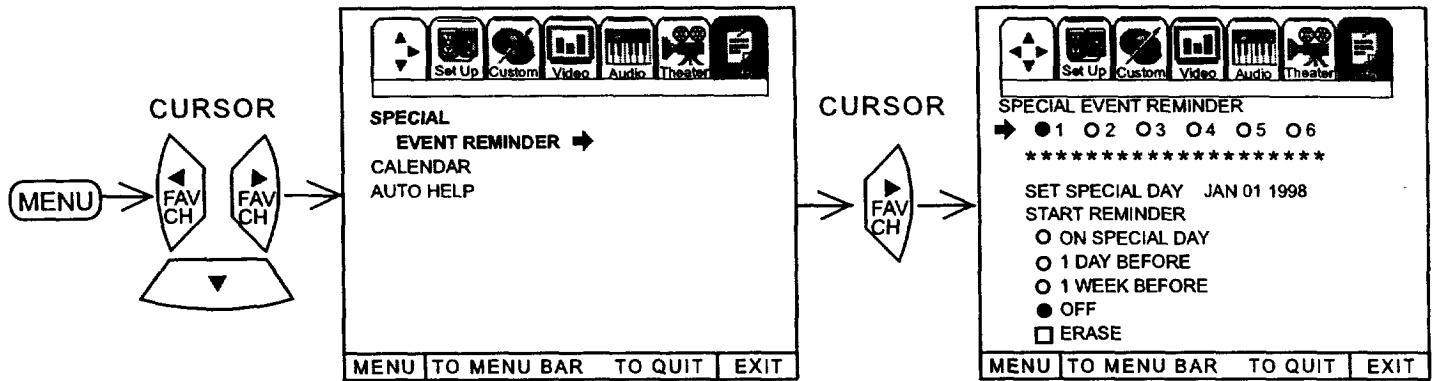 MENU
CURSOR
FAV
CH
FAV
CH
Set Up Custom Video Audio Theater
SPECIAL
EVENT REMINDER
CALENDAR
AUTO HELP
MENU TO MENU BAR TO QUIT EXIT
CURSOR
FAV
CH
Set Up Custom Video Audio Theater
SPECIAL EVENT REMINDER
1 2 3 4 5 6
********************
SET SPECIAL DAY JAN 01 1998
START REMINDER
ON SPECIAL DAY
1 DAY BEFORE
1 WEEK BEFORE
OFF
ERASE
MENU TO MENU BAR TO QUIT EXIT